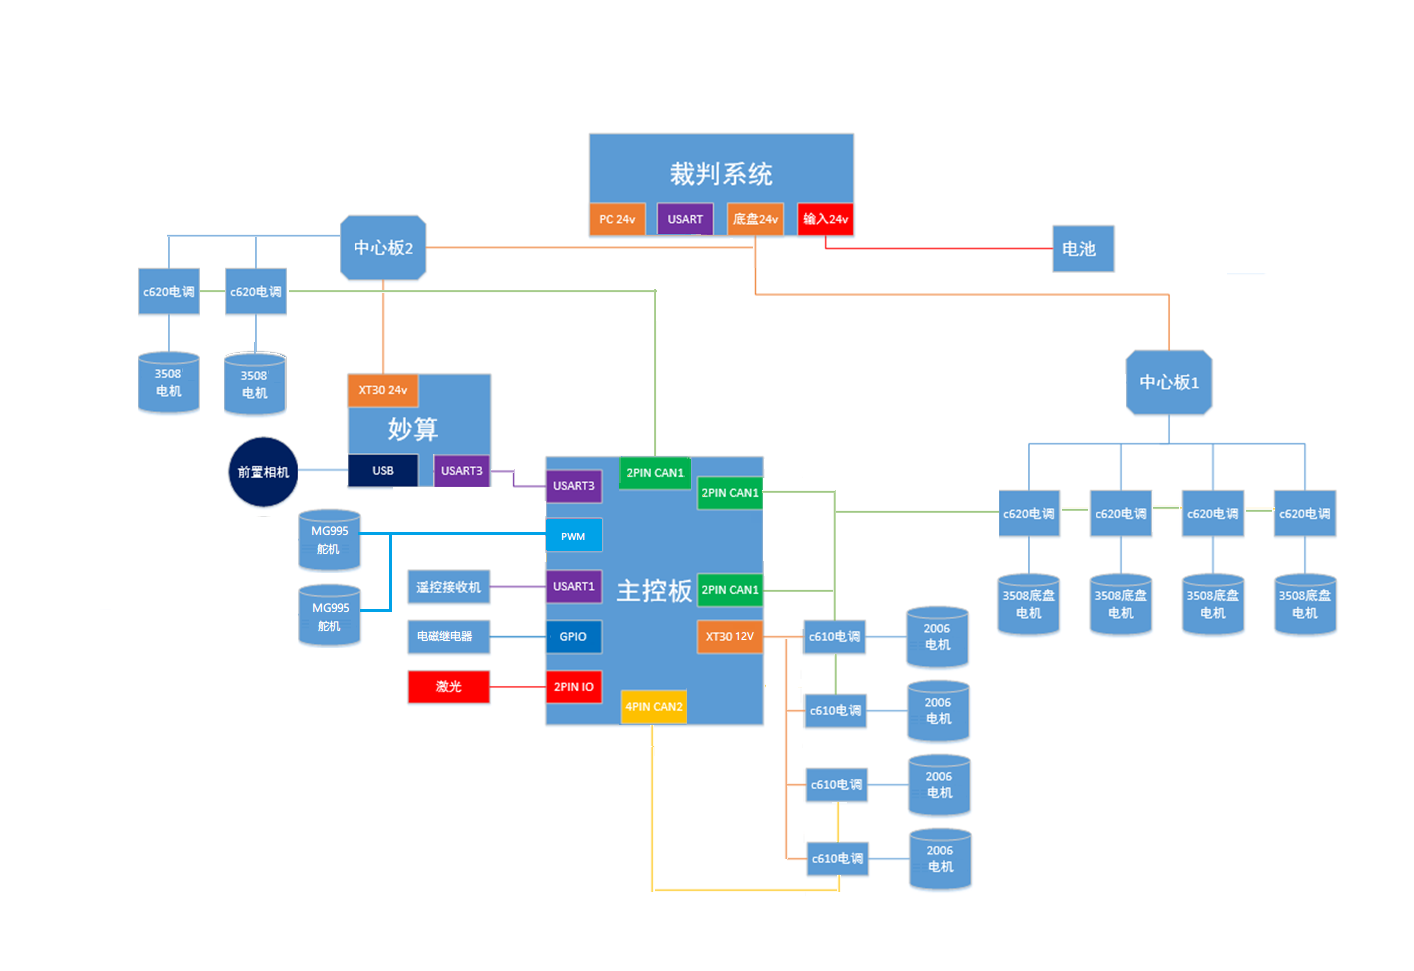 裁判系统
PC 24v
USART
底盘24v
输入24v
中心板2
电池
c620电调
c620电调
3508
电机
3508
电机
XT30 24v
妙算
前置相机
USB
USART3
中心板1
2PIN CAN1
USART3
2PIN CAN1
c620电调
c620电调
c620电调
c620电调
MG995
舵机
PWM
遥控接收机
USART1
主控板
2PIN CAN1
3508底盘
电机
3508底盘
电机
3508底盘
电机
3508底盘
电机
MG995
舵机
电磁继电器
GPIO
XT30 12V
c610电调
2006
电机
激光
2PIN IO
4PIN CAN2
c610电调
2006
电机
c610电调
2006
电机
c610电调
2006
电机